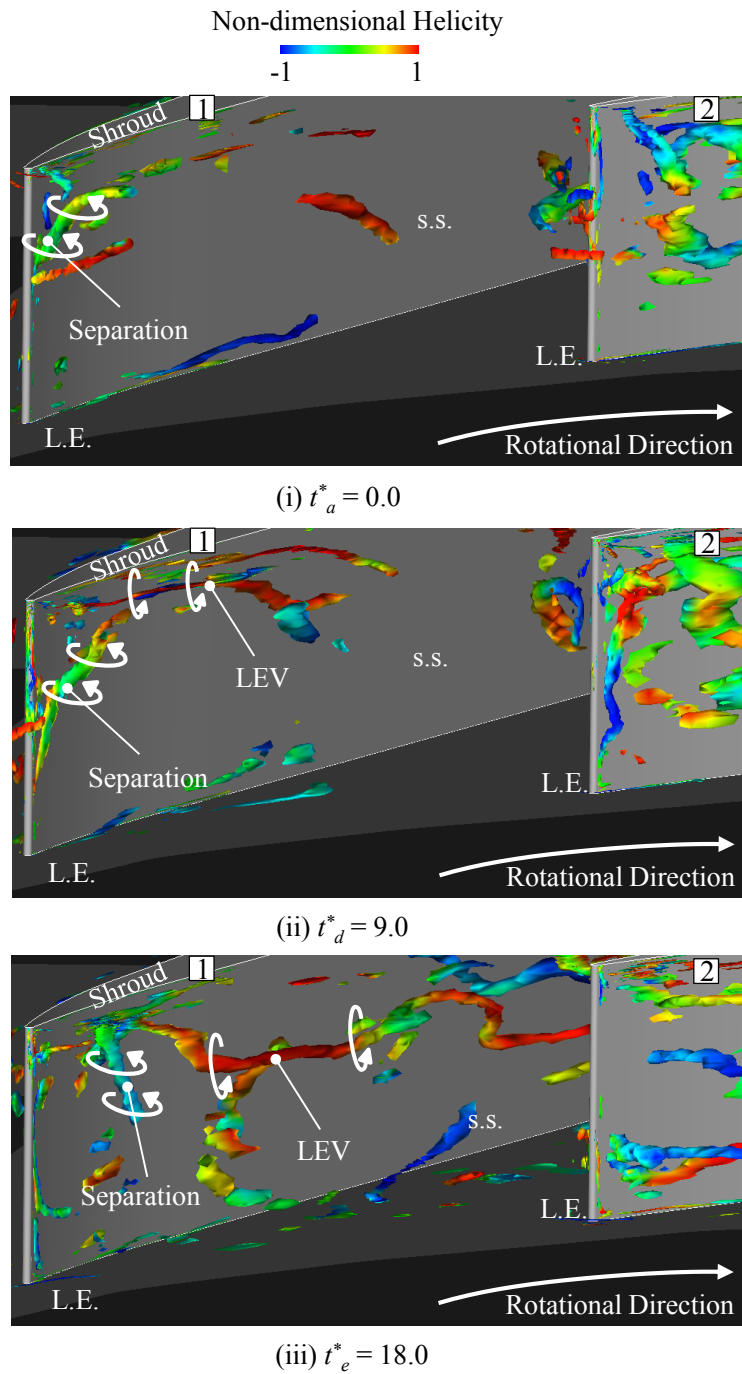 Non-dimensional Helicity
-1 1
Shroud 1 2
s.s.
Separation
L.E.
L.E.
Rotational Direction
(i) t*a = 0.0
Shroud 1 2
LEV
s.s.
Separation
L.E.
L.E.
Rotational Direction
(ii) t*d = 9.0
Shroud 1 2
s.s.
LEV
Separation
L.E.
L.E.
Rotational Direction
(iii) t*e = 18.0